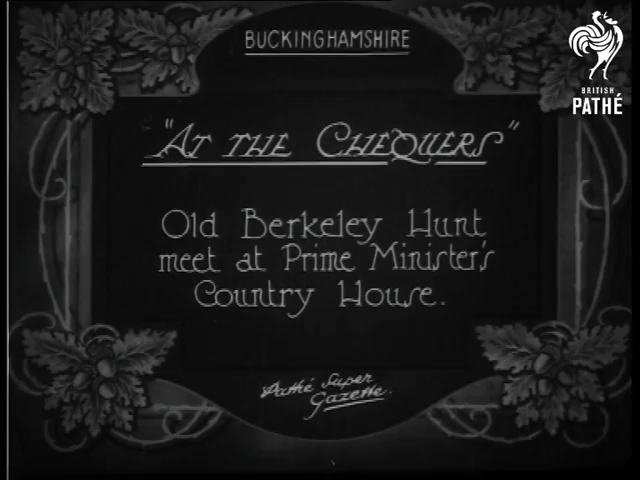 BUCKINGHAMSHIRE
BRITISH
PATHÉ
"AT THE CHEQUERS"
Old Berkeley Hunt
meet at Prime Minister's
Country House.
Pathé Super
Gazette.